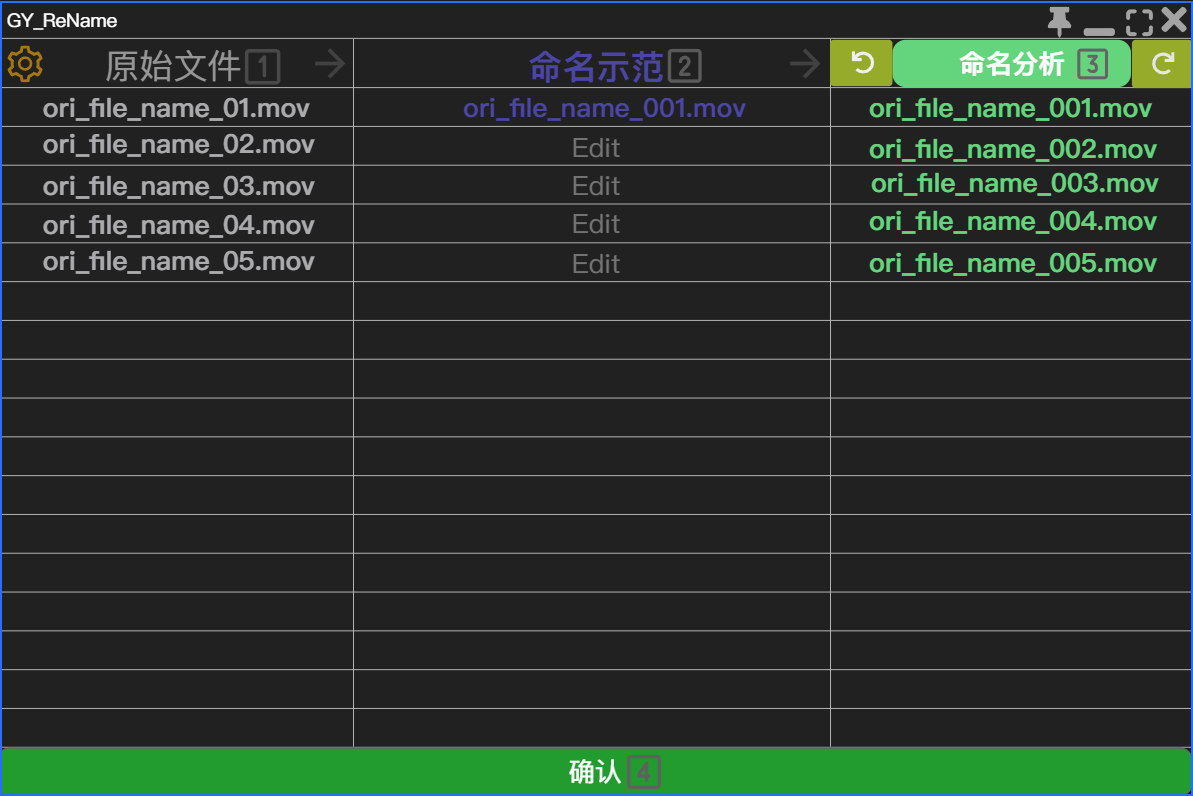 GY_ReName
原始文件 1 命名示范 2 命名分析 3
ori_file_name_01.mov ori_file_name_001.mov ori_file_name_001.mov
ori_file_name_02.mov Edit ori_file_name_002.mov
ori_file_name_03.mov Edit ori_file_name_003.mov
ori_file_name_04.mov Edit ori_file_name_004.mov
ori_file_name_05.mov Edit ori_file_name_005.mov
确认 4